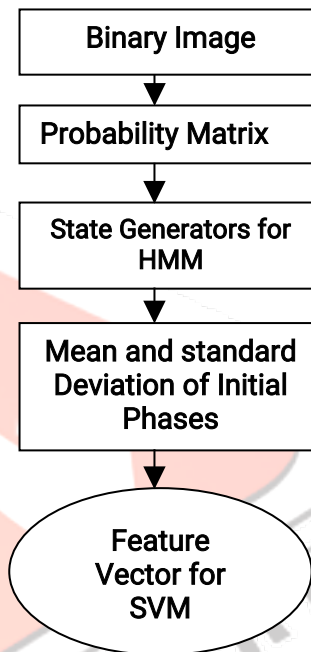 Binary Image
Probability Matrix
State Generators for
HMM
Mean and standard
Deviation of Initial
Phases
Feature
Vector for
SVM